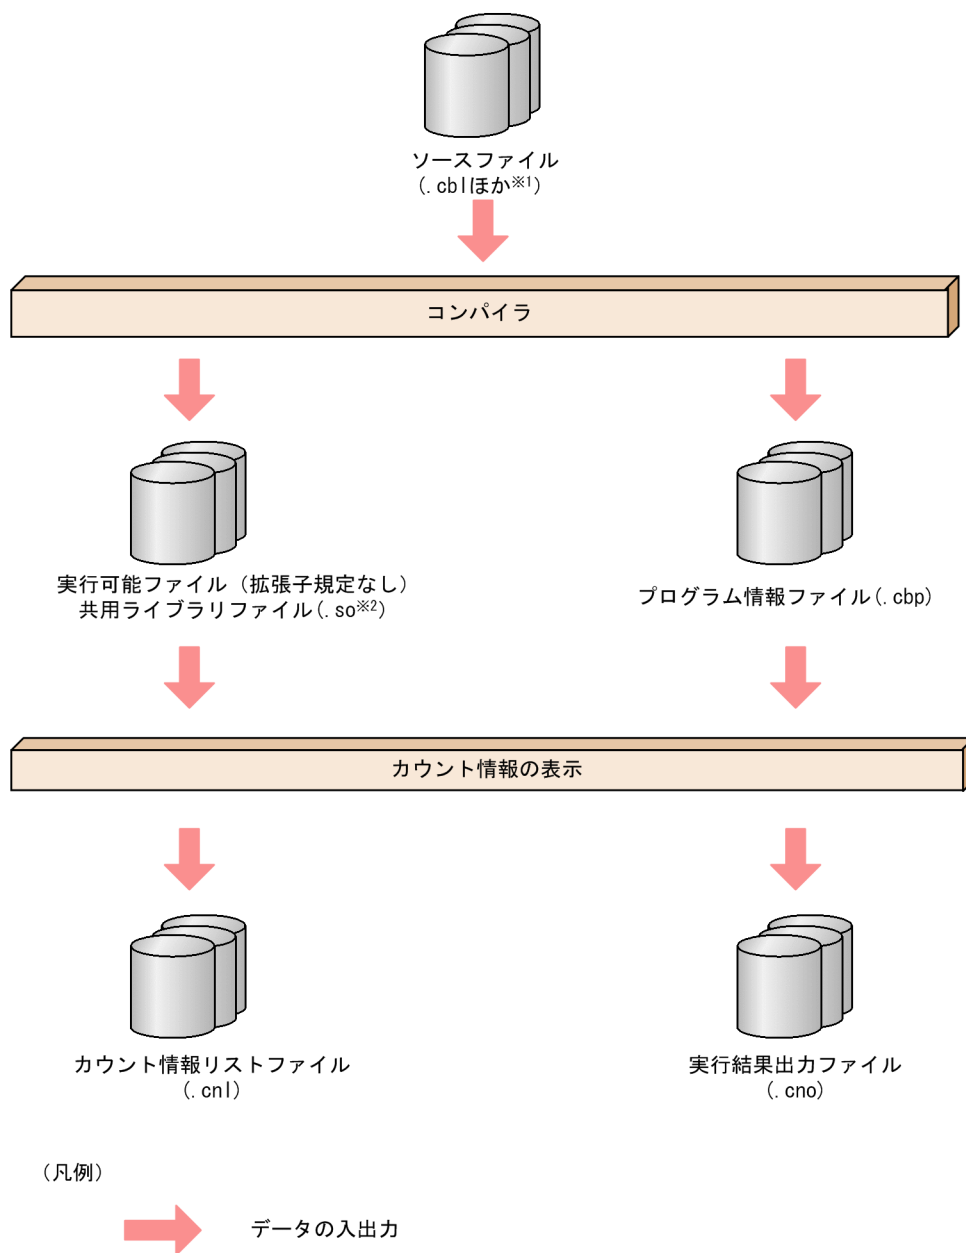 ソースファイル
(.cblほか※1)
コンパイラ
実行可能ファイル（拡張子規定なし）
共用ライブラリファイル(.so※2)
プログラム情報ファイル(.cbp)
カウント情報の表示
カウント情報リストファイル
(.cnl)
実行結果出力ファイル
(.cno)
（凡例）
データの入出力